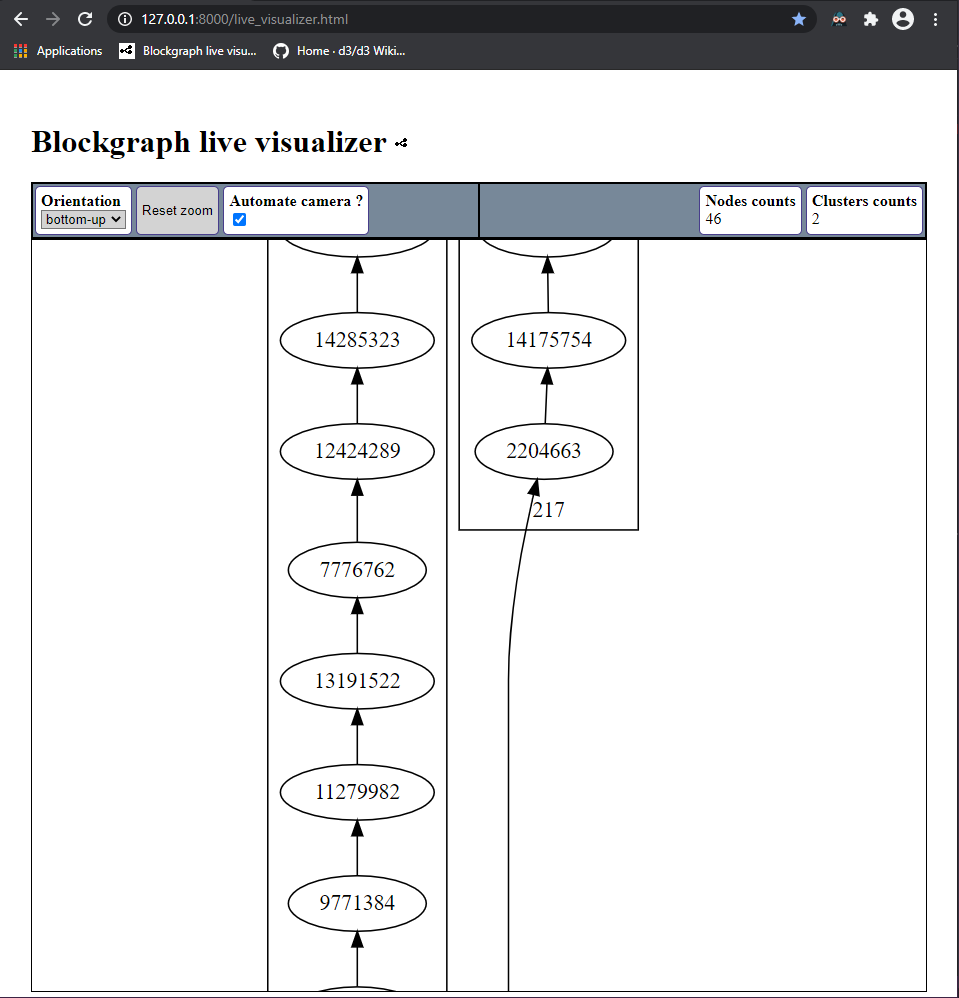 127.0.0.1:8000/live_visualizer.html
Applications
Blockgraph live visu...
Home · d3/d3 Wiki...
Blockgraph live visualizer
Orientation
bottom-up
Reset zoom
Automate camera ?
Nodes counts
46
Clusters counts
2
14285323
14175754
12424289
2204663
217
7776762
13191522
11279982
9771384